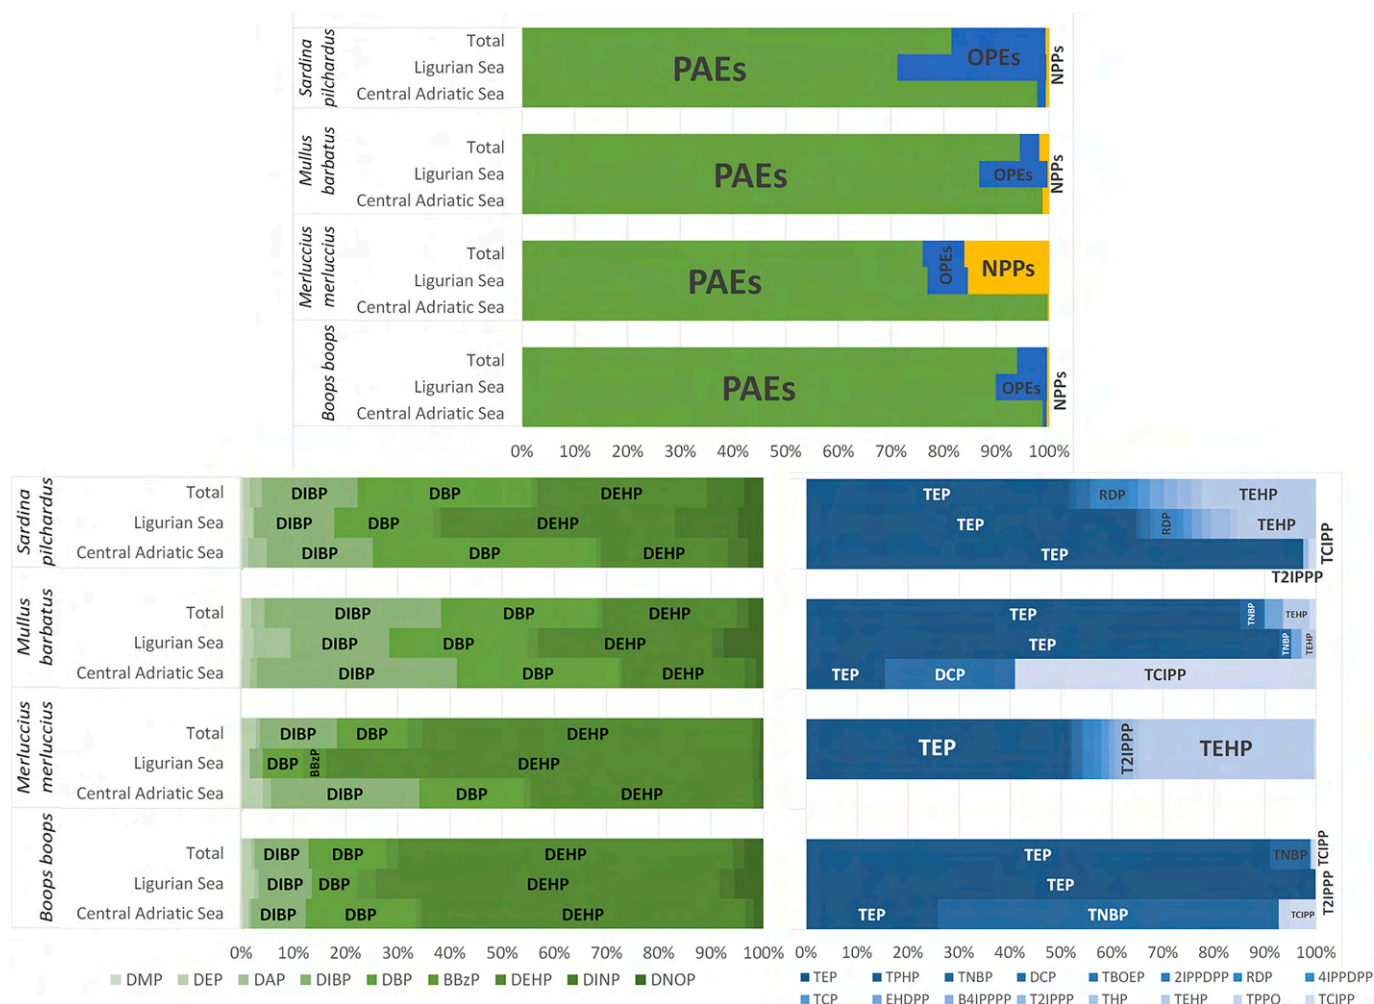 Sardina pilchardus
Total
Ligurian Sea
Central Adriatic Sea
PAEs
OPEs
NPPs
Mullus barbatus
Total
Ligurian Sea
Central Adriatic Sea
PAEs
OPEs
NPPs
Merluccius merluccius
Total
Ligurian Sea
Central Adriatic Sea
PAEs
OPEs
NPPs
Boops boops
Total
Ligurian Sea
Central Adriatic Sea
PAEs
OPEs
NPPs
0% 10% 20% 30% 40% 50% 60% 70% 80% 90% 100%
Sardina pilchardus
Total
DIBP DBP DEHP
Ligurian Sea
DIBP DBP DEHP
Central Adriatic Sea
DIBP DBP DEHP
Mullus barbatus
Total
DIBP DBP DEHP
Ligurian Sea
DIBP DBP DEHP
Central Adriatic Sea
DIBP DBP DEHP
Merluccius merluccius
Total
DIBP DBP DEHP
Ligurian Sea
DBP BBzP DEHP
Central Adriatic Sea
DIBP DBP DEHP
Boops boops
Total
DIBP DBP DEHP
Ligurian Sea
DIBP DBP DEHP
Central Adriatic Sea
DIBP DBP DEHP
0% 10% 20% 30% 40% 50% 60% 70% 80% 90% 100%
DMP DEP DAP DIBP DBP BBzP DEHP DINP DNOP
TEP RDP TEHP
TEP RDP TEHP
TCIPP
TEP
T2IPPP
TEP TNBP TEHP
TEP TNBP TEHP
TEP DCP TCIPP
TEP T2IPPP TEHP
TEP TNBP TCIPP
TEP
T2IPPP
TEP TNBP TCIPP
0% 10% 20% 30% 40% 50% 60% 70% 80% 90% 100%
TEP TPHP TNBP DCP TBOEP 2IPPDPP RDP 4IPPDPP
TCP EHDPP B4IPPPP T2IPPP THP TEHP TPPO TCIPP